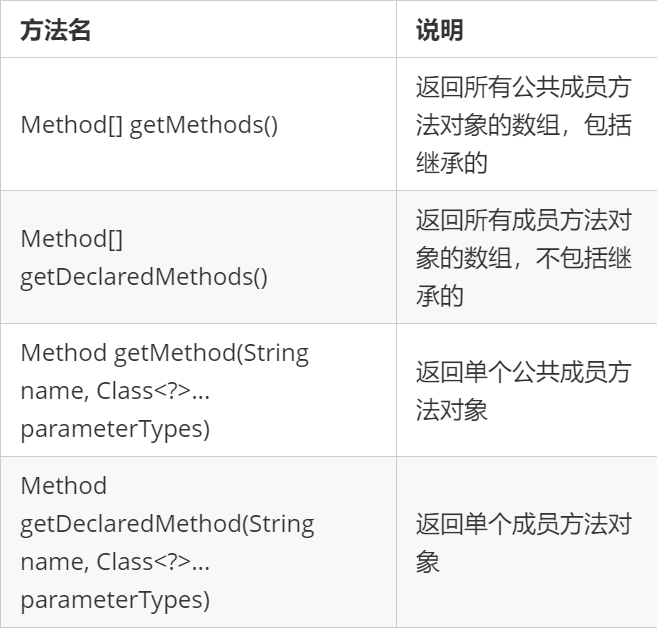 方法名
说明
Method[] getMethods()
返回所有公共成员方
法对象的数组，包括
继承的
Method[]
getDeclaredMethods()
返回所有成员方法对
象的数组，不包括继
承的
Method getMethod(String
name, Class<?>...
parameterTypes)
返回单个公共成员方
法对象
Method
getDeclaredMethod(String
name, Class<?>...
parameterTypes)
返回单个成员方法对
象